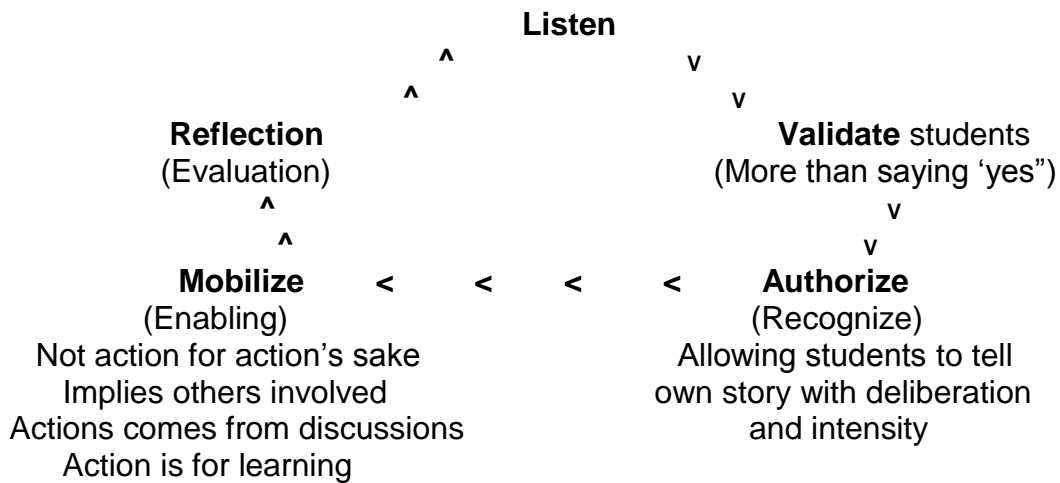 Listen
^ v
^ v
Reflection Validate students
(Evaluation) (More than saying ‘yes”)
^ v
^ v
Mobilize < < < < Authorize
(Enabling) (Recognize)
Not action for action’s sake Allowing students to tell
Implies others involved own story with deliberation
Actions comes from discussions and intensity
Action is for learning